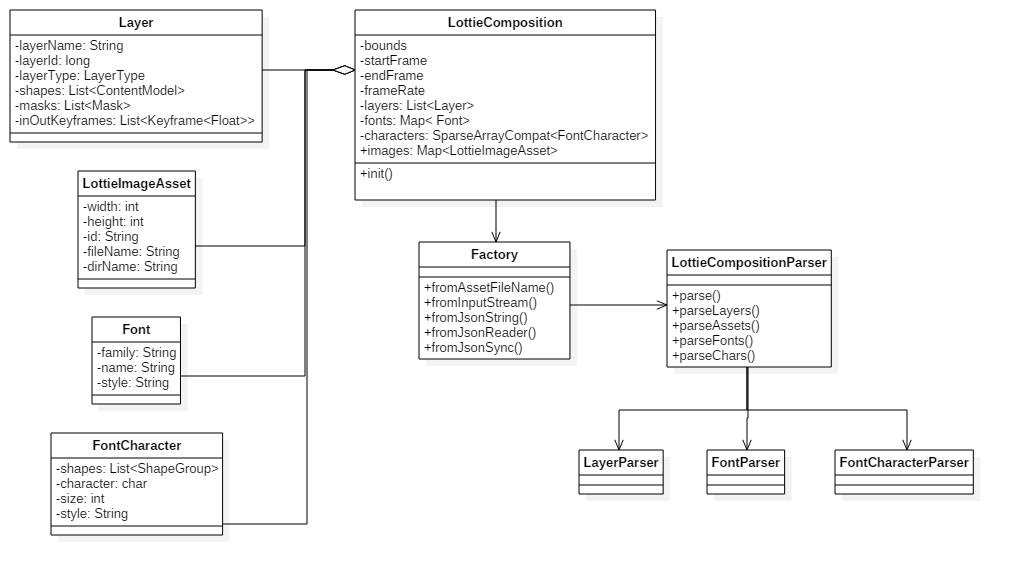 Layer
-layerName: String
-layerId: long
-layerType: LayerType
-shapes: List<ContentModel>
-masks: List<Mask>
-inOutKeyframes: List<Keyframe<Float>>
LottieComposition
-bounds
-startFrame
-endFrame
-frameRate
-layers: List<Layer>
-fonts: Map< Font>
-characters: SparseArrayCompat<FontCharacter>
+images: Map<LottieImageAsset>
+init()
LottieImageAsset
-width: int
-height: int
-id: String
-fileName: String
-dirName: String
Factory
+fromAssetFileName()
+fromInputStream()
+fromJsonString()
+fromJsonReader()
+fromJsonSync()
LottieCompositionParser
+parse()
+parseLayers()
+parseAssets()
+parseFonts()
+parseChars()
Font
-family: String
-name: String
-style: String
FontCharacter
-shapes: List<ShapeGroup>
-character: char
-size: int
-style: String
LayerParser
FontParser
FontCharacterParser